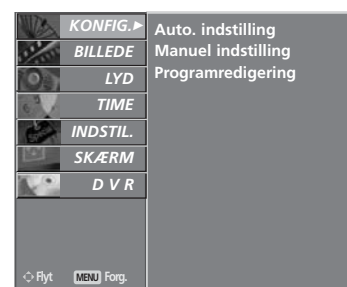 KONFIG.
BILLEDE
LYD
TIME
INDSTIL.
SKÆRM
D V R
Auto. indstilling
Manuel indstilling
Programredigering
Flyt MENU Forg.